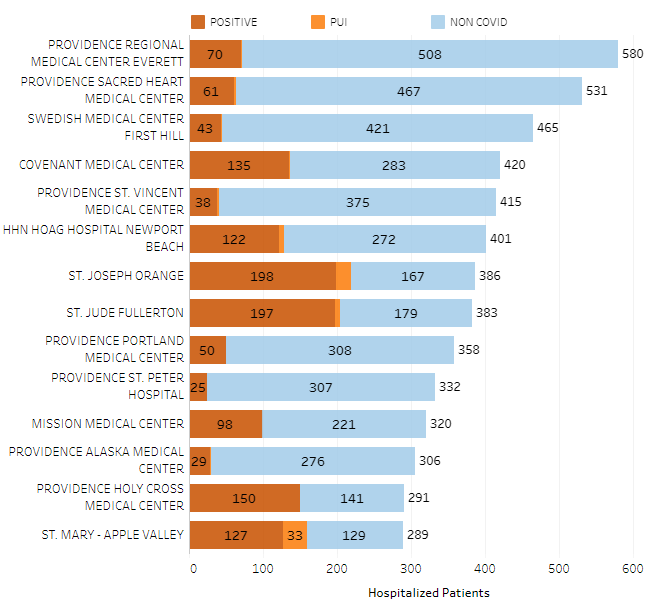 POSITIVE PUI NON COVID
PROVIDENCE REGIONAL
MEDICAL CENTER EVERETT
70 508 580
PROVIDENCE SACRED HEART
MEDICAL CENTER
61 467 531
SWEDISH MEDICAL CENTER
FIRST HILL
43 421 465
COVENANT MEDICAL CENTER
135 283 420
PROVIDENCE ST. VINCENT
MEDICAL CENTER
38 375 415
HHN HOAG HOSPITAL NEWPORT
BEACH
122 272 401
ST. JOSEPH ORANGE
198 167 386
ST. JUDE FULLERTON
197 179 383
PROVIDENCE PORTLAND
MEDICAL CENTER
50 308 358
PROVIDENCE ST. PETER
HOSPITAL
25 307 332
MISSION MEDICAL CENTER
98 221 320
PROVIDENCE ALASKA MEDICAL
CENTER
29 276 306
PROVIDENCE HOLY CROSS
MEDICAL CENTER
150 141 291
ST. MARY - APPLE VALLEY
127 33 129 289
0 100 200 300 400 500 600
Hospitalized Patients